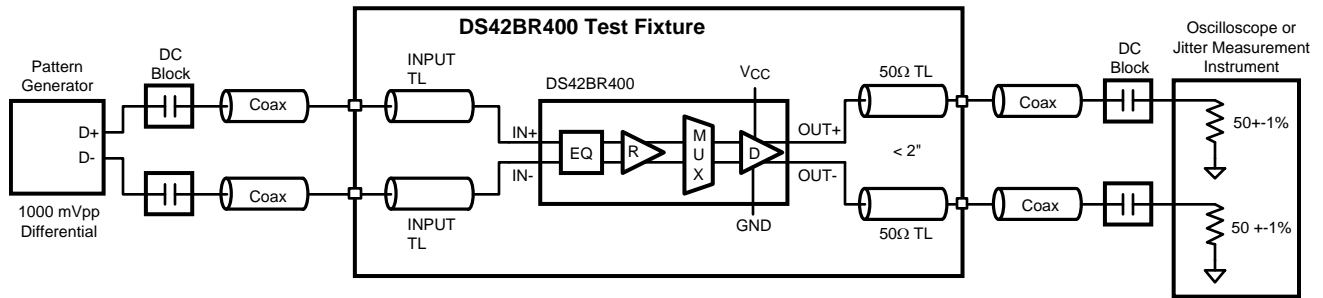 DS42BR400 Test Fixture
Pattern
Generator
D+
D-
1000 mVpp
Differential
DC
Block
Coax
Coax
INPUT
TL
INPUT
TL
DS42BR400
IN+
IN-
EQ
R
M
U
X
D
VCC
GND
OUT+
OUT-
50Ω TL
< 2"
50Ω TL
Coax
Coax
DC
Block
Oscilloscope or
Jitter Measurement
Instrument
50+-1%
50 +-1%